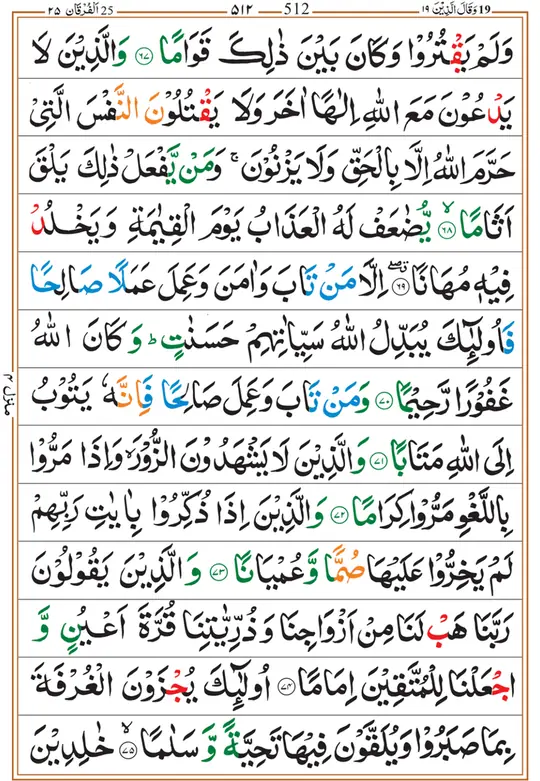 19 وَقَالَ الَّذِيْنَ ١٩ 512 ٥١٢ 25 اَلْفُرْقَان ٢٥
وَلَمْ يَقْتُرُوْا وَكَانَ بَيْنَ ذٰلِكَ قَوَامًا ﴿٦٧﴾ وَالَّذِيْنَ لَا
يَدْعُوْنَ مَعَ اللّٰهِ اِلٰهًا اٰخَرَ وَلَا يَقْتُلُوْنَ النَّفْسَ الَّتِيْ
حَرَّمَ اللّٰهُ اِلَّا بِالْحَقِّ وَلَا يَزْنُوْنَ ۚ وَمَنْ يَّفْعَلْ ذٰلِكَ يَلْقَ
اَثَامًا ﴿٦٨﴾ۙ يُّضٰعَفْ لَهُ الْعَذَابُ يَوْمَ الْقِيٰمَةِ وَيَخْلُدْ
فِيْهٖ مُهَانًا ﴿٦٩﴾ اِلَّا مَنْ تَابَ وَاٰمَنَ وَعَمِلَ عَمَلًا صَالِحًا
فَاُولٰٓئِكَ يُبَدِّلُ اللّٰهُ سَيِّاٰتِهِمْ حَسَنٰتٍ ؕ وَكَانَ اللّٰهُ
غَفُوْرًا رَّحِيْمًا ﴿٧٠﴾ وَمَنْ تَابَ وَعَمِلَ صَالِحًا فَاِنَّهٗ يَتُوْبُ
اِلَى اللّٰهِ مَتَابًا ﴿٧١﴾ وَالَّذِيْنَ لَا يَشْهَدُوْنَ الزُّوْرَ ۙ وَاِذَا مَرُّوْا
بِاللَّغْوِ مَرُّوْا كِرَامًا ﴿٧٢﴾ وَالَّذِيْنَ اِذَا ذُكِّرُوْا بِاٰيٰتِ رَبِّهِمْ
لَمْ يَخِرُّوْا عَلَيْهَا صُمًّا وَّعُمْيَانًا ﴿٧٣﴾ وَالَّذِيْنَ يَقُوْلُوْنَ
رَبَّنَا هَبْ لَنَا مِنْ اَزْوَاجِنَا وَذُرِّيّٰتِنَا قُرَّةَ اَعْيُنٍ وَّ
اجْعَلْنَا لِلْمُتَّقِيْنَ اِمَامًا ﴿٧٤﴾ اُولٰٓئِكَ يُجْزَوْنَ الْغُرْفَةَ
بِمَا صَبَرُوْا وَيُلَقَّوْنَ فِيْهَا تَحِيَّةً وَّسَلٰمًا ﴿٧٥﴾ۙ خٰلِدِيْنَ
منزل ٤